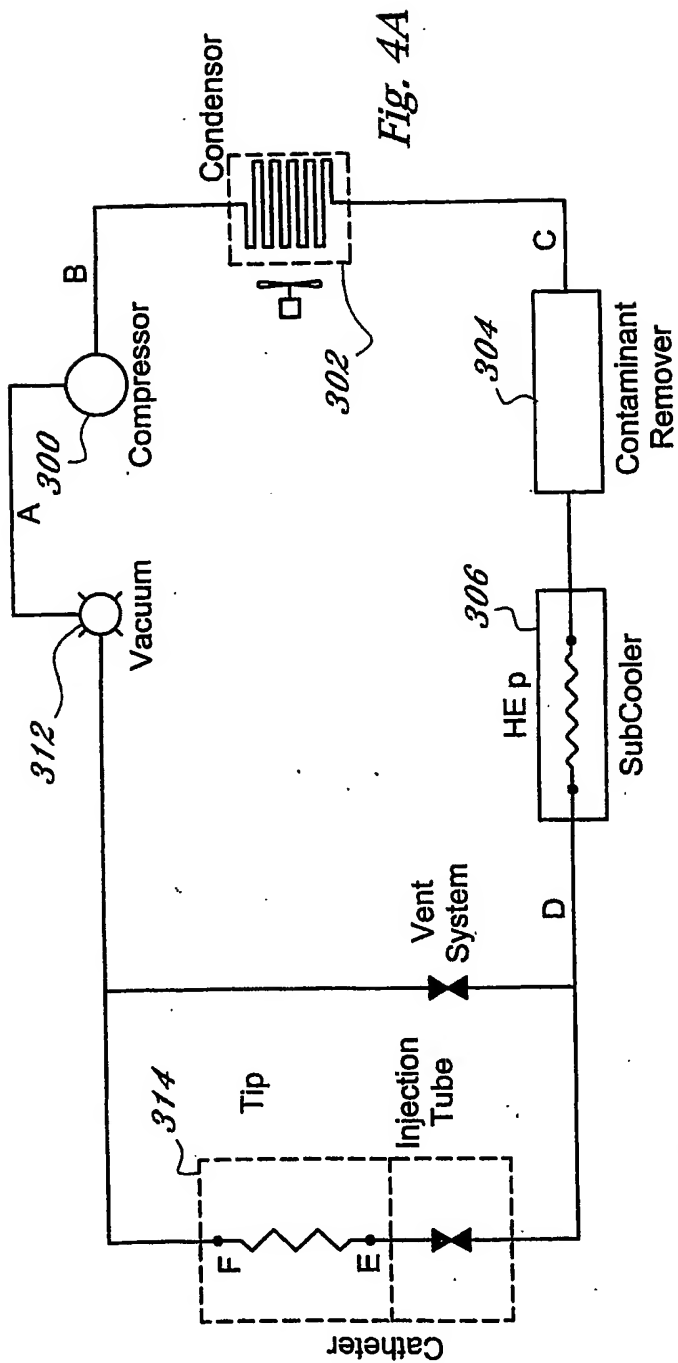 Fig. 4A
Condensor
302
B
Compressor
300
A
Vacuum
312
C
304
Contaminant
Remover
306
HE p
SubCooler
D
Vent
System
314
Tip
Injection
Tube
F
E
Catheter